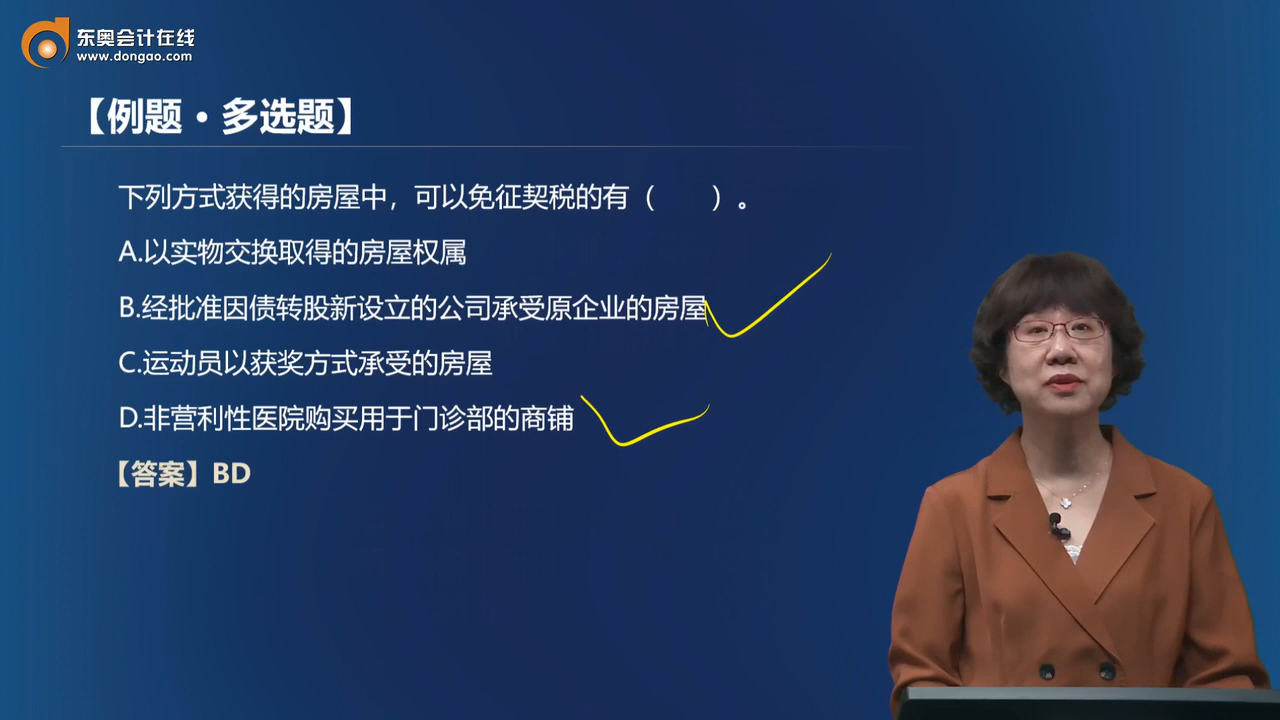 东奥会计在线
www.dongao.com
【例题·多选题】
下列方式获得的房屋中，可以免征契税的有（　　）。
A.以实物交换取得的房屋权属
B.经批准因债转股新设立的公司承受原企业的房屋
C.运动员以获奖方式承受的房屋
D.非营利性医院购买用于门诊部的商铺
【答案】BD